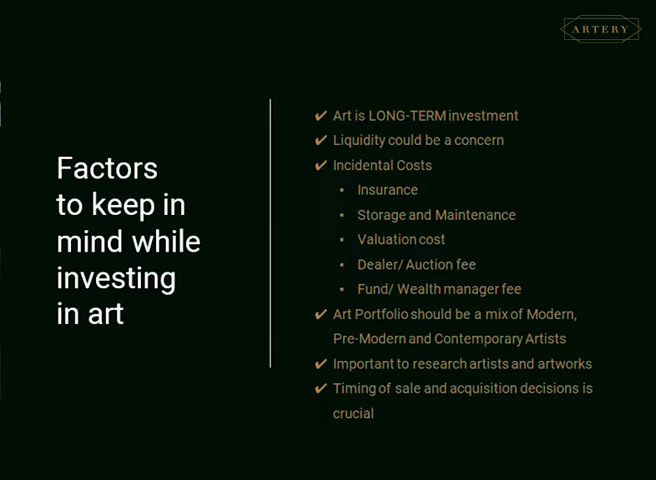 ARTERY
Factors
to keep in
mind while
investing
in art
✔ Art is LONG-TERM investment
✔ Liquidity could be a concern
✔ Incidental Costs
▪ Insurance
▪ Storage and Maintenance
▪ Valuation cost
▪ Dealer/ Auction fee
▪ Fund/ Wealth manager fee
✔ Art Portfolio should be a mix of Modern,
Pre-Modern and Contemporary Artists
✔ Important to research artists and artworks
✔ Timing of sale and acquisition decisions is
crucial